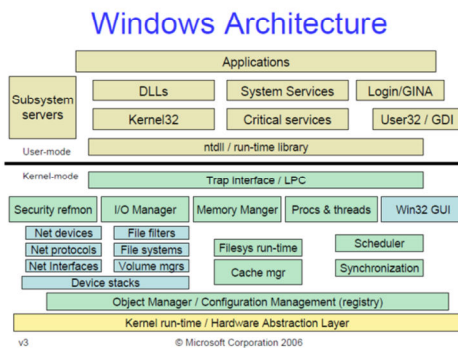 Windows Architecture
Applications
Subsystem servers
DLLs
System Services
Login/GINA
Kernel32
Critical services
User32 / GDI
User-mode
ntdll / run-time library
Kernel-mode
Trap Interface / LPC
Security refmon
I/O Manager
Memory Manger
Procs & threads
Win32 GUI
Net devices
File filters
Net protocols
File systems
Filesys run-time
Scheduler
Net Interfaces
Volume mgrs
Cache mgr
Synchronization
Device stacks
Object Manager / Configuration Management (registry)
Kernel run-time / Hardware Abstraction Layer
v3
© Microsoft Corporation 2006